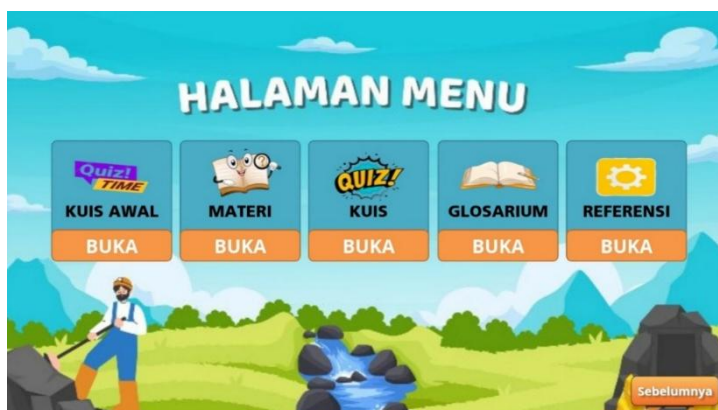 HALAMAN MENU
Quiz!
TIME
KUIS AWAL
BUKA
MATERI
BUKA
QUIZ!
KUIS
BUKA
GLOSARIUM
BUKA
REFERENSI
BUKA
Sebelumnya